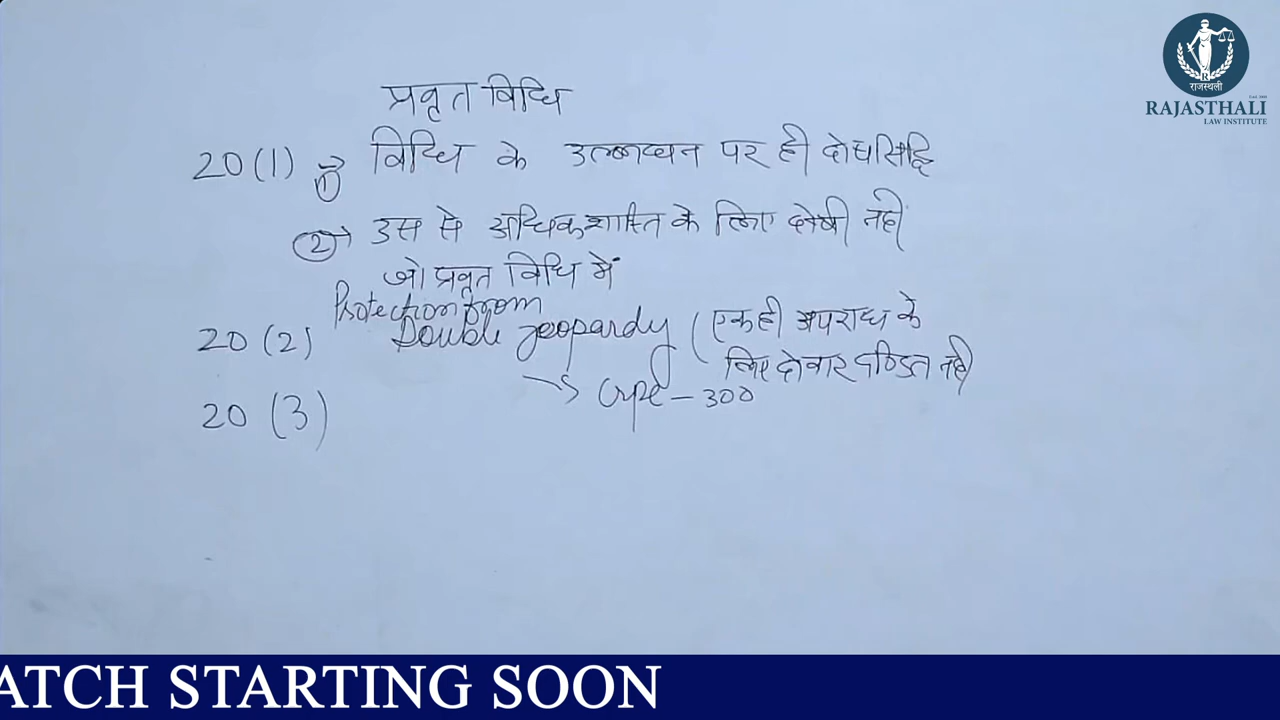 राजस्थली
RAJASTHALI
LAW INSTITUTE
प्रवृत विधि
20 (1) ① → विधि के उल्लघ्घन पर ही दोषसिद्धि
② → उस से अधिक शास्ति के लिए दोषी नहीं
जो प्रवृत विधि में
Protection from
20 (2) Double jeopardy ( एक ही अपराध के
लिए दो बार दण्डित नहीं
→ CrPC - 300
20 (3)
ATCH STARTING SOON